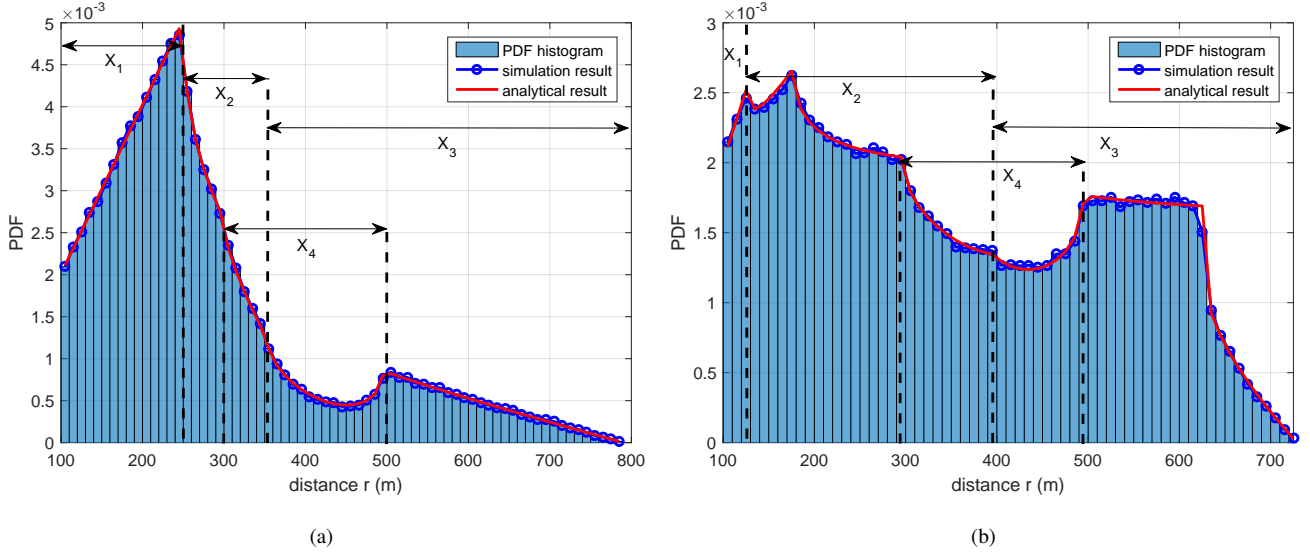 ×10⁻³
5
4.5
4
3.5
3
2.5
2
1.5
1
0.5
0
PDF
X₁
X₂
X₃
X₄
PDF histogram
simulation result
analytical result
100 200 300 400 500 600 700 800
distance r (m)
(a)
×10⁻³
3
2.5
2
1.5
1
0.5
0
PDF
X₁
X₂
X₃
X₄
PDF histogram
simulation result
analytical result
100 200 300 400 500 600 700
distance r (m)
(b)